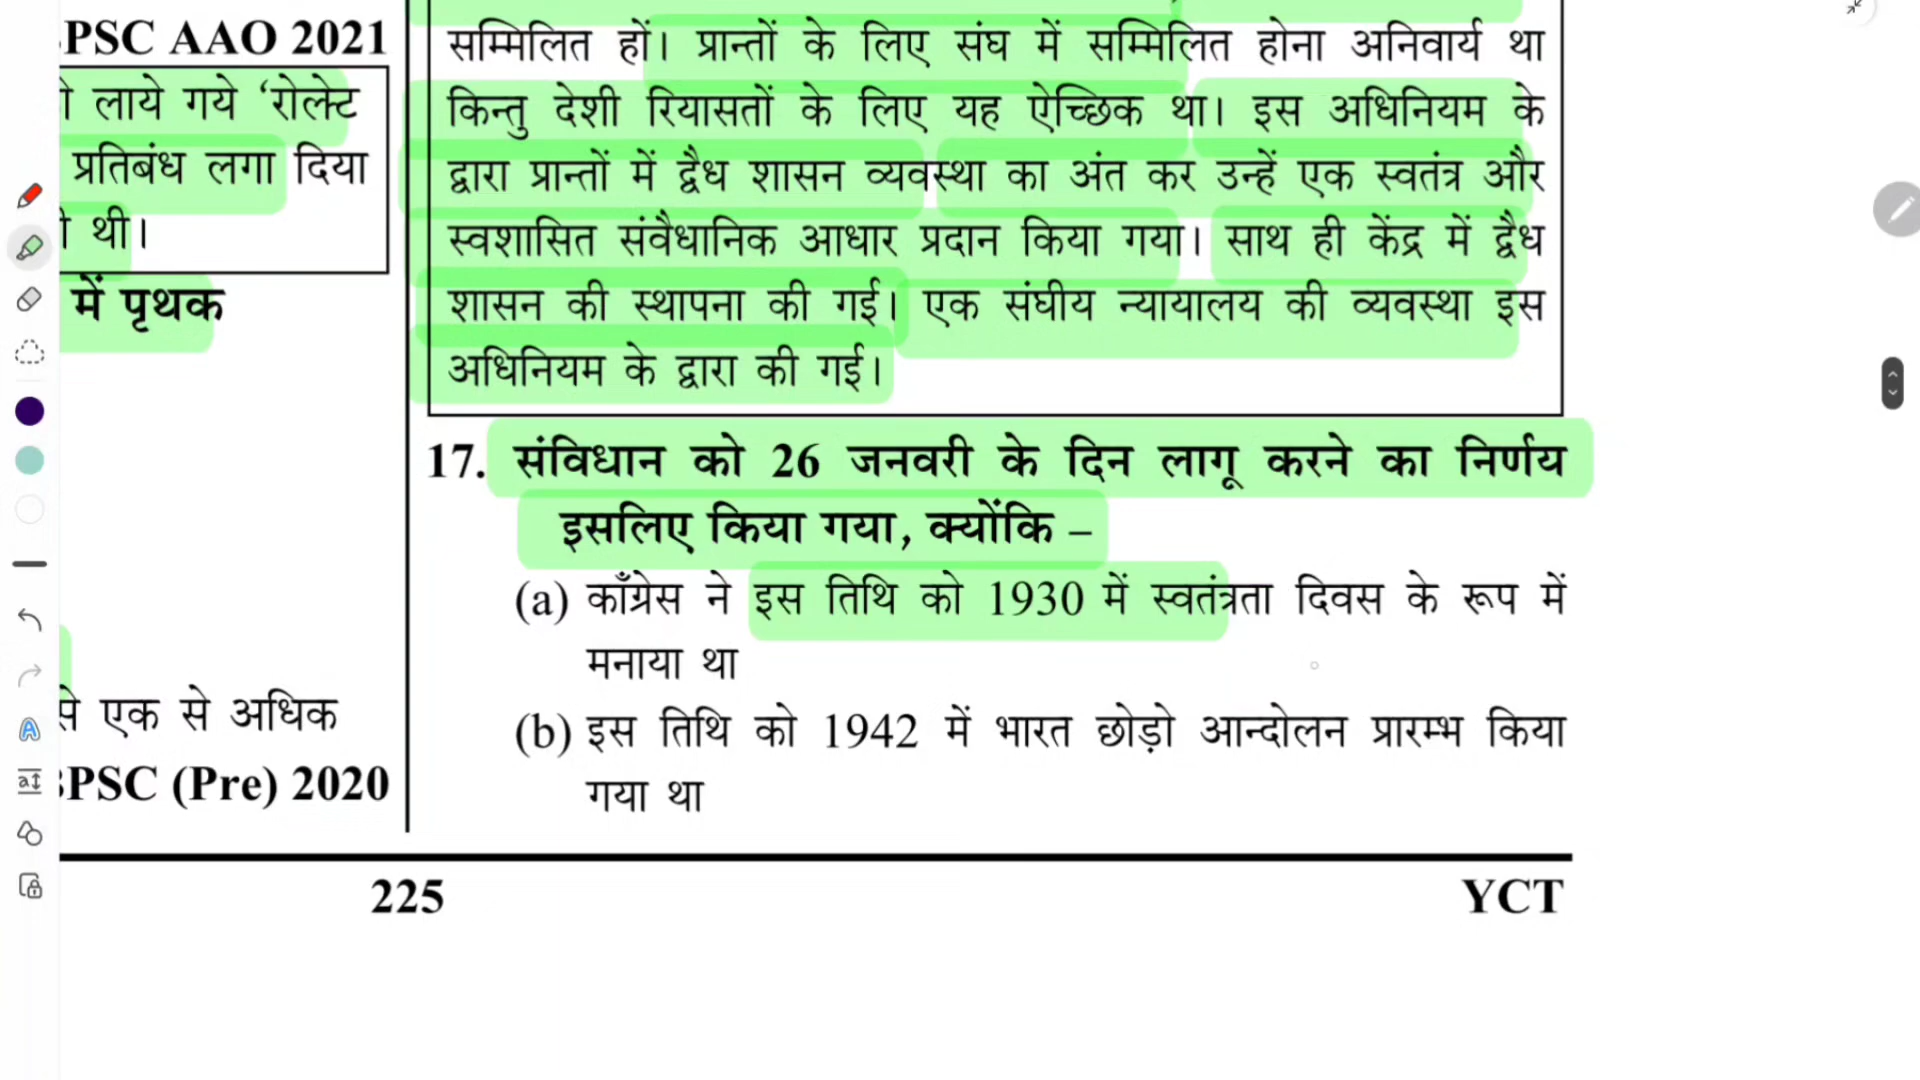 PSC AAO 2021
लाये गये ‘रोलेट
प्रतिबंध लगा दिया
थी।
में पृथक
से एक से अधिक
PSC (Pre) 2020
सम्मिलित हों। प्रान्तों के लिए संघ में सम्मिलित होना अनिवार्य था
किन्तु देशी रियासतों के लिए यह ऐच्छिक था। इस अधिनियम के
द्वारा प्रान्तों में द्वैध शासन व्यवस्था का अंत कर उन्हें एक स्वतंत्र और
स्वशासित संवैधानिक आधार प्रदान किया गया। साथ ही केंद्र में द्वैध
शासन की स्थापना की गई। एक संघीय न्यायालय की व्यवस्था इस
अधिनियम के द्वारा की गई।
17. संविधान को 26 जनवरी के दिन लागू करने का निर्णय
इसलिए किया गया, क्योंकि –
(a) काँग्रेस ने इस तिथि को 1930 में स्वतंत्रता दिवस के रूप में
मनाया था
(b) इस तिथि को 1942 में भारत छोड़ो आन्दोलन प्रारम्भ किया
गया था
225
YCT